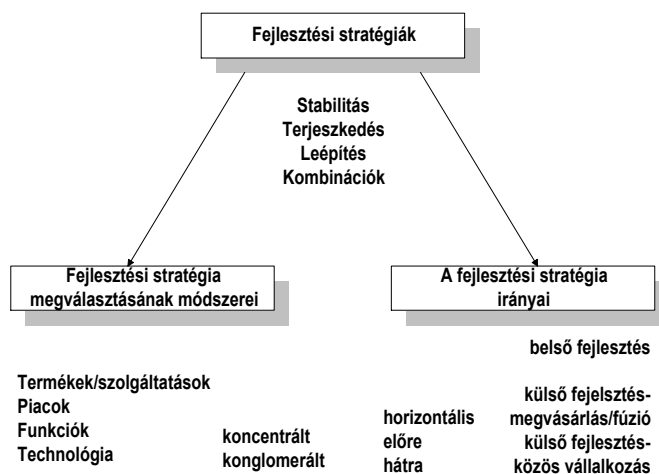 Fejlesztési stratégiák
Stabilitás
Terjeszkedés
Leépítés
Kombinációk
Fejlesztési stratégia
megválasztásának módszerei
A fejlesztési stratégia
irányai
Termékek/szolgáltatások
Piacok
Funkciók
Technológia
koncentrált
konglomerált
horizontális
előre
hátra
belső fejlesztés
külső fejelsztés-
megvásárlás/fúzió
külső fejlesztés-
közös vállalkozás